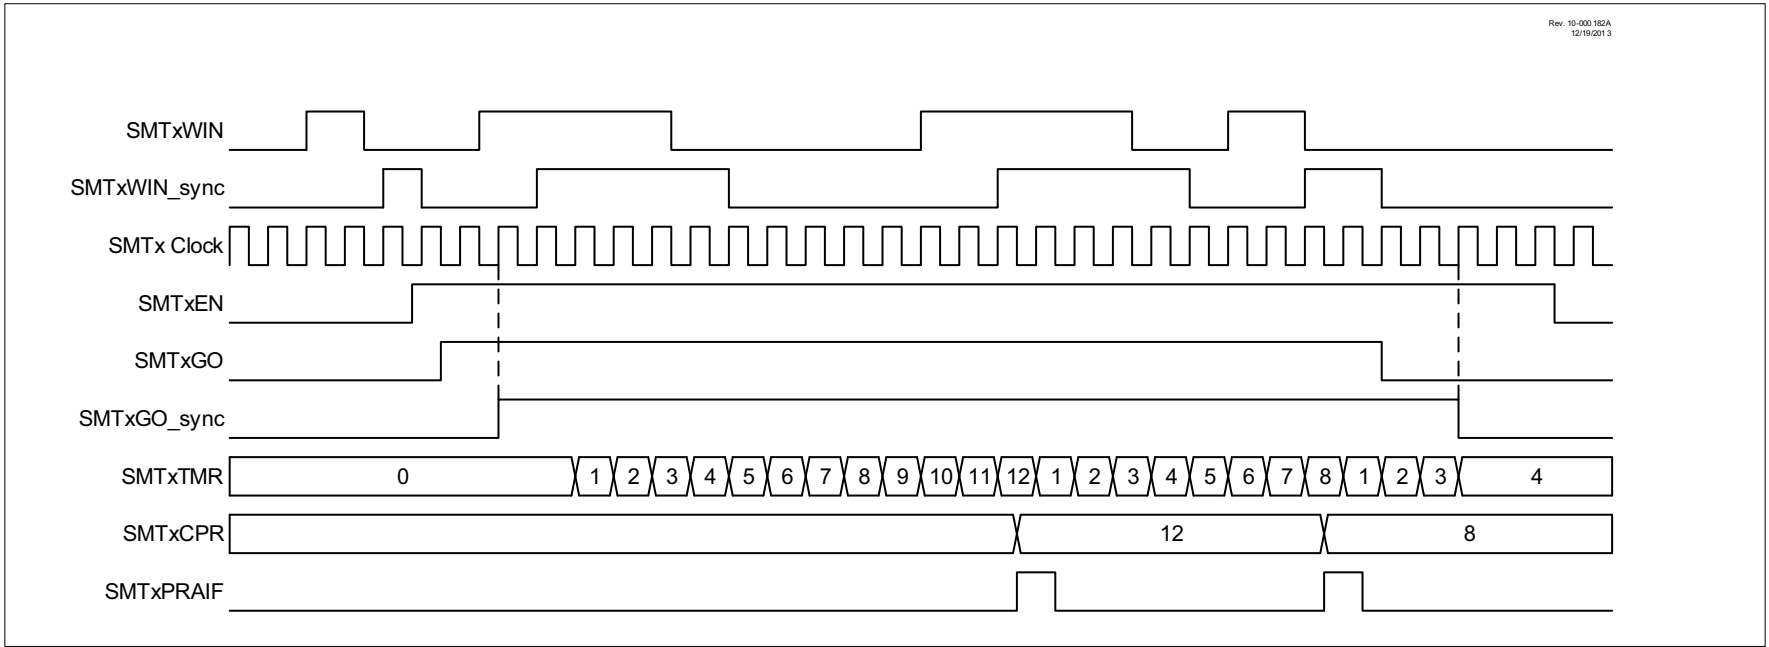 Rev. 10-000 182A
12/19/201 3
SMTxWIN
SMTxWIN_sync
SMTx Clock
SMTxEN
SMTxGO
SMTxGO_sync
SMTxTMR 0 1 2 3 4 5 6 7 8 9 10 11 12 1 2 3 4 5 6 7 8 1 2 3 4
SMTxCPR 12 8
SMTxPRAIF